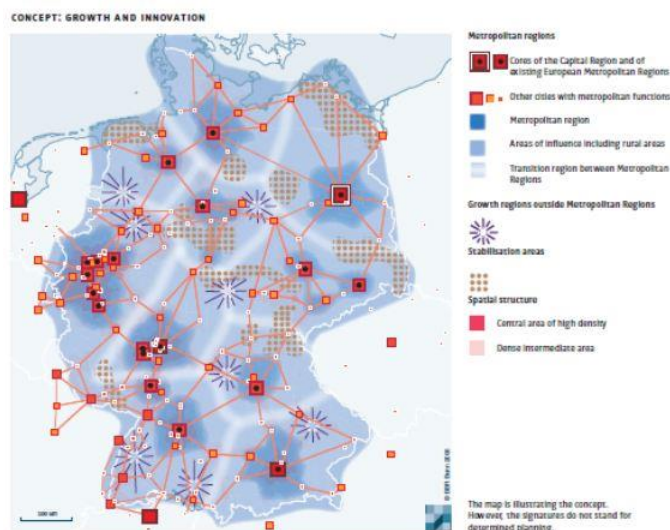 CONCEPT: GROWTH AND INNOVATION
Metropolitan regions
Cores of the Capital Region and of
existing European Metropolitan Regions
Other cities with metropolitan functions
Metropolitan region
Areas of influence including rural areas
Transition region between Metropolitan
Regions
Growth regions outside Metropolitan Regions
Stabilisation areas
Spatial structure
Central area of high density
Dense intermediate area
100 km
The map is illustrating the concept.
However, the signatures do not stand for
determined planning.